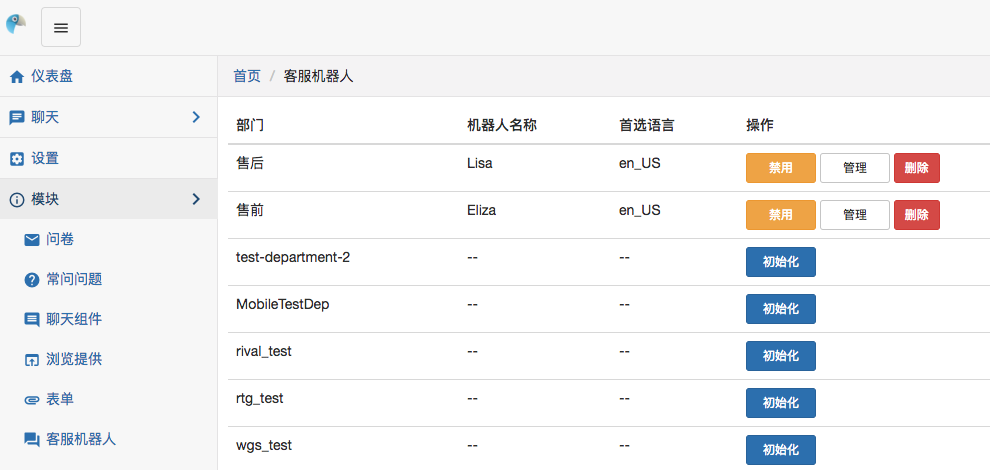 仪表盘
聊天
设置
模块
问卷
常问问题
聊天组件
浏览提供
表单
客服机器人
首页 / 客服机器人
部门 机器人名称 首选语言 操作
售后 Lisa en_US 禁用 管理 删除
售前 Eliza en_US 禁用 管理 删除
test-department-2 -- -- 初始化
MobileTestDep -- -- 初始化
rival_test -- -- 初始化
rtg_test -- -- 初始化
wgs_test -- -- 初始化